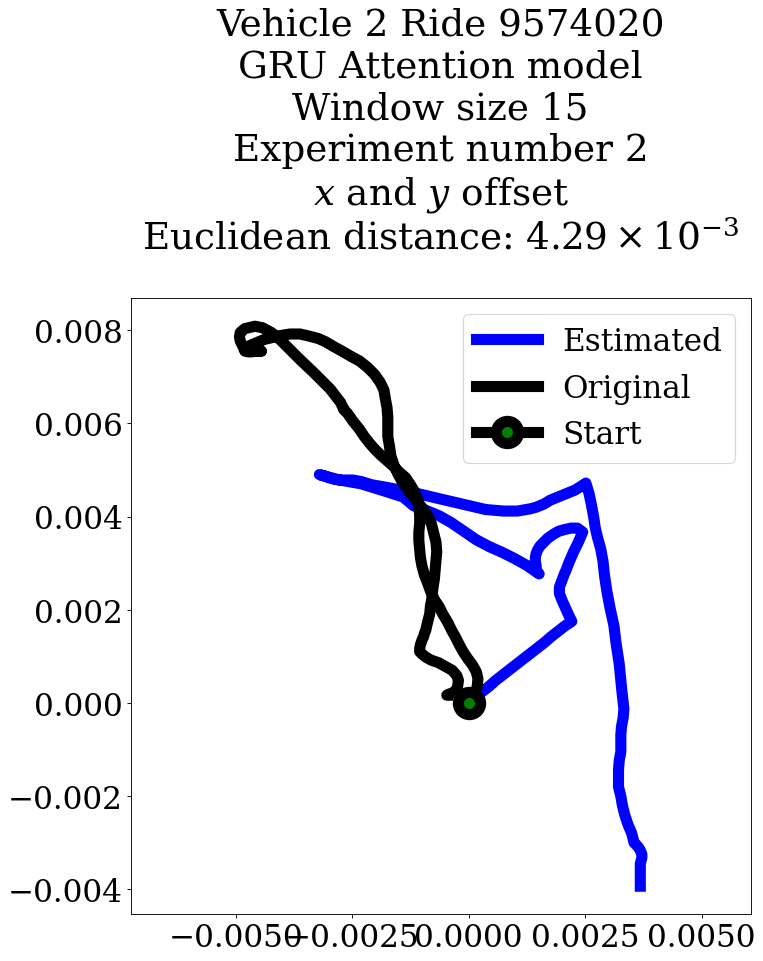 Vehicle 2 Ride 9574020
GRU Attention model
Window size 15
Experiment number 2
x and y offset
Euclidean distance: 4.29 × 10⁻³
Estimated
Original
Start
0.008
0.006
0.004
0.002
0.000
−0.002
−0.004
−0.0050 −0.0025 0.0000 0.0025 0.0050